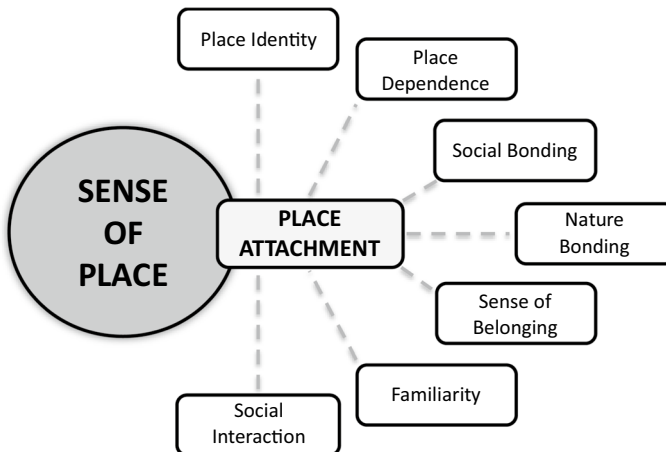 Place Identity
Place
Dependence
Social Bonding
SENSE
OF
PLACE
PLACE
ATTACHMENT
Nature
Bonding
Sense of
Belonging
Familiarity
Social
Interaction